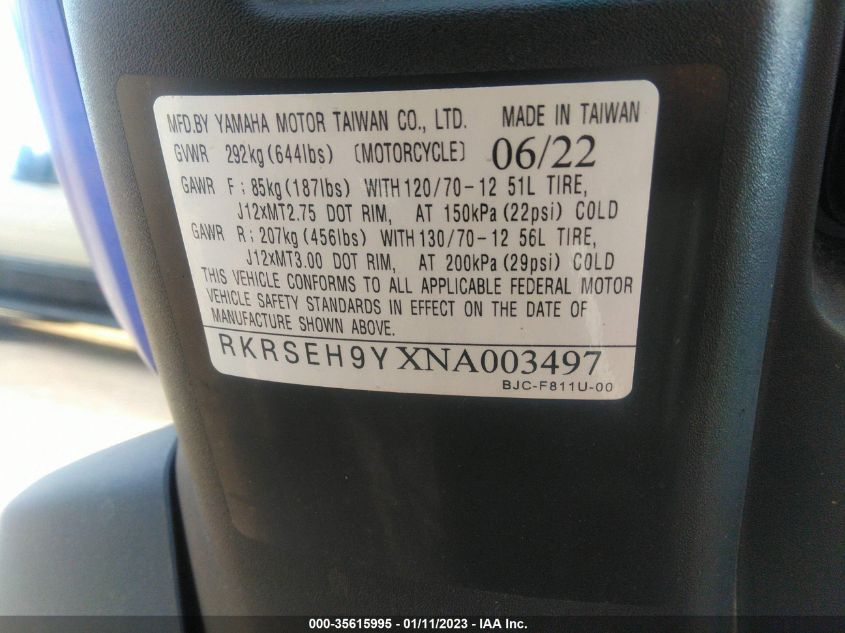 MFD.BY YAMAHA MOTOR TAIWAN CO., LTD. MADE IN TAIWAN
GVWR 292kg(644lbs) (MOTORCYCLE) 06/22
GAWR F: 85kg(187lbs) WITH 120/70-12 51L TIRE,
J12xMT2.75 DOT RIM, AT 150kPa(22psi) COLD
GAWR R: 207kg(456lbs) WITH 130/70-12 56L TIRE,
J12xMT3.00 DOT RIM, AT 200kPa(29psi) COLD
THIS VEHICLE CONFORMS TO ALL APPLICABLE FEDERAL MOTOR
VEHICLE SAFETY STANDARDS IN EFFECT ON THE DATE OF
MANUFACTURE SHOWN ABOVE.
RKRSEH9YXNA003497
BJC-F811U-00
000-35615995 - 01/11/2023 - IAA Inc.